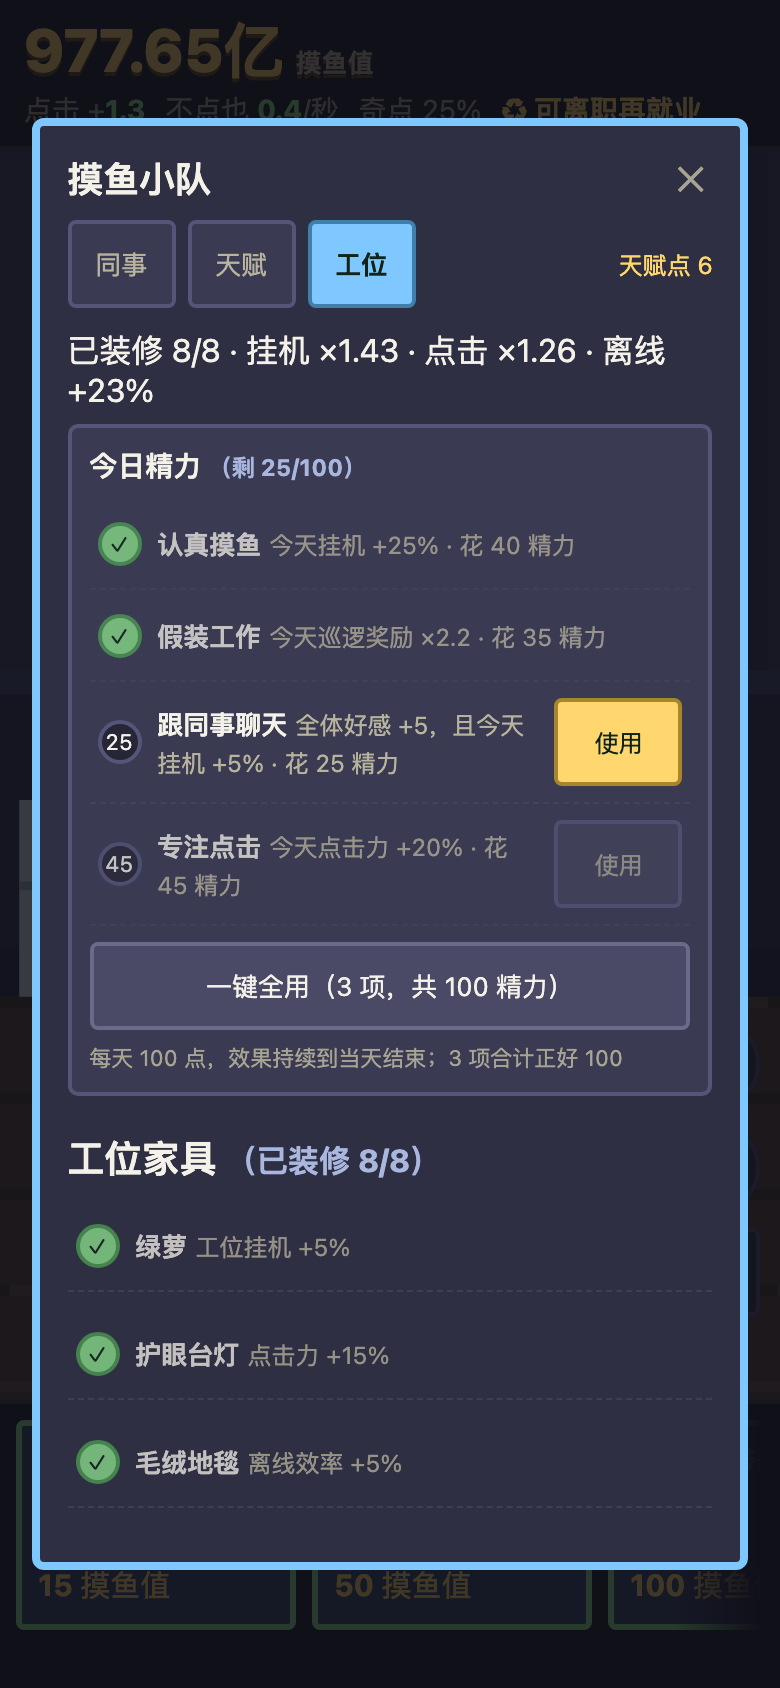 977.65亿 摸鱼值
点击 +1.3 不点也 0.4/秒 奇点 25% ♻ 可离职再就业
摸鱼小队
同事
天赋
工位
天赋点 6
已装修 8/8 · 挂机 ×1.43 · 点击 ×1.26 · 离线
+23%
今日精力 （剩 25/100）
认真摸鱼 今天挂机 +25% · 花 40 精力
假装工作 今天巡逻奖励 ×2.2 · 花 35 精力
25 跟同事聊天 全体好感 +5，且今天
挂机 +5% · 花 25 精力
使用
45 专注点击 今天点击力 +20% · 花
45 精力
使用
一键全用（3 项，共 100 精力）
每天 100 点，效果持续到当天结束；3 项合计正好 100
工位家具 （已装修 8/8）
绿萝 工位挂机 +5%
护眼台灯 点击力 +15%
毛绒地毯 离线效率 +5%
15 摸鱼值
50 摸鱼值
100 摸鱼